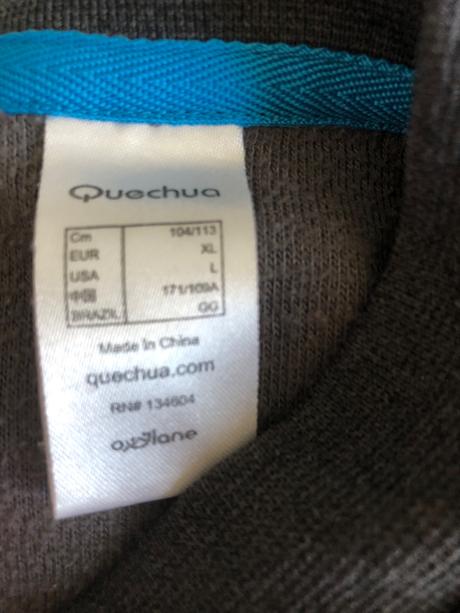 Quechua
Cm 104/113
EUR XL
USA L
中国 171/109A
BRAZIL GG
Made in China
quechua.com
RN# 134604
oxylane